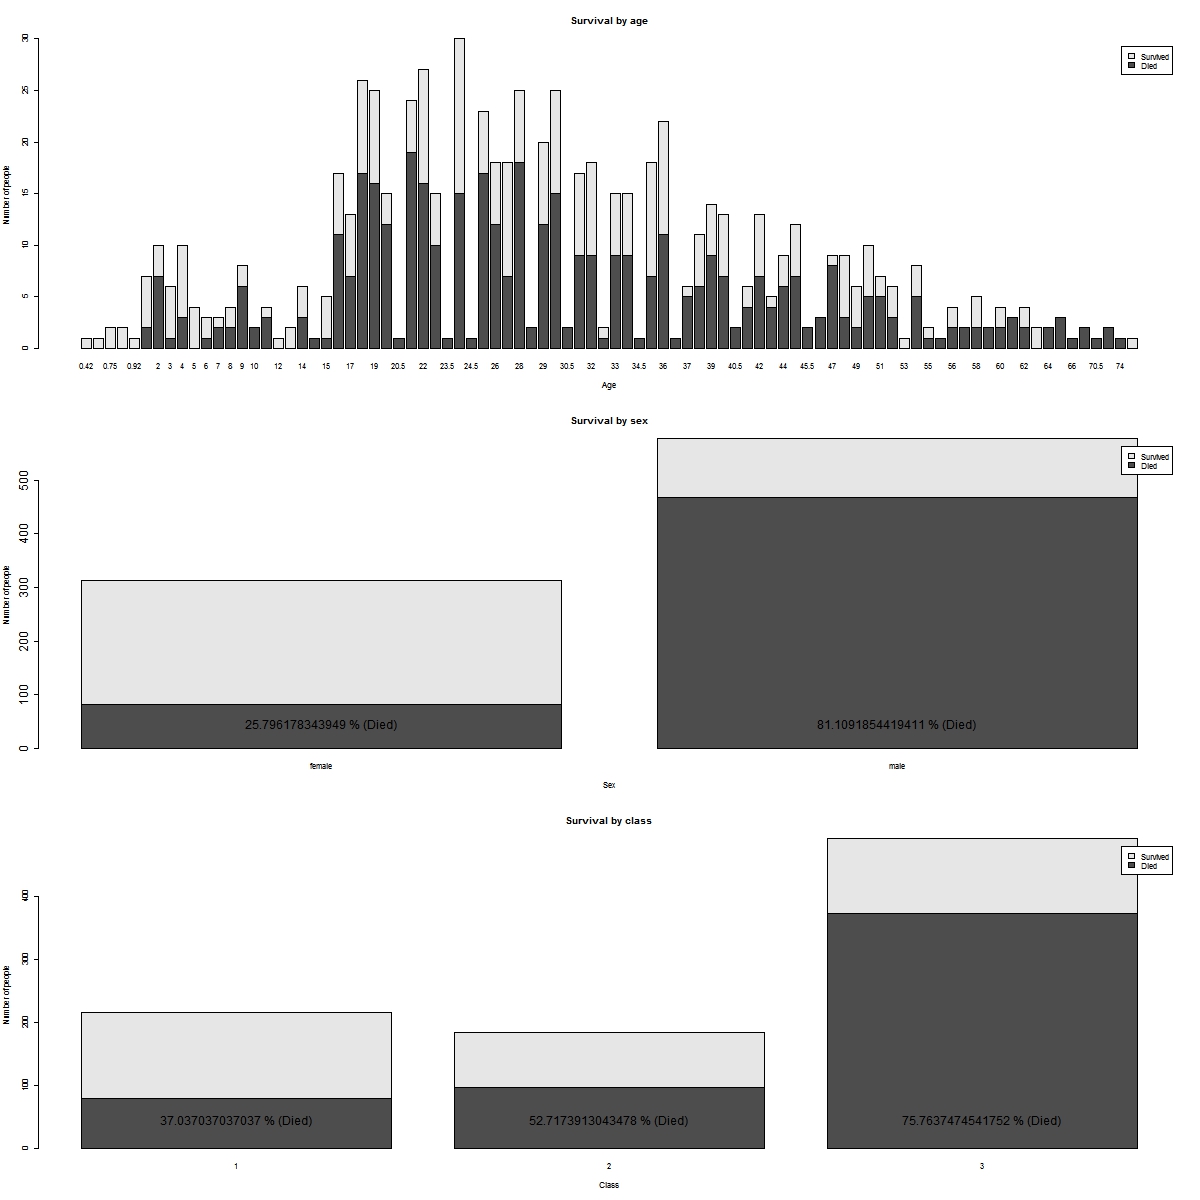 Survival by age
Survived
Died
Number of people
0
5
10
15
20
25
30
0.42 0.75 0.92 2 3 4 5 6 7 8 9 10 12 14 15 17 19 20.5 22 23.5 24.5 26 28 29 30.5 32 33 34.5 36 37 39 40.5 42 44 45.5 47 49 51 53 55 56 58 60 62 64 66 70.5 74
Age
Survival by sex
Survived
Died
Number of people
0
100
200
300
400
500
25.796178343949 % (Died)
81.1091854419411 % (Died)
female male
Sex
Survival by class
Survived
Died
Number of people
0
100
200
300
400
37.037037037037 % (Died)
52.7173913043478 % (Died)
75.7637474541752 % (Died)
1 2 3
Class